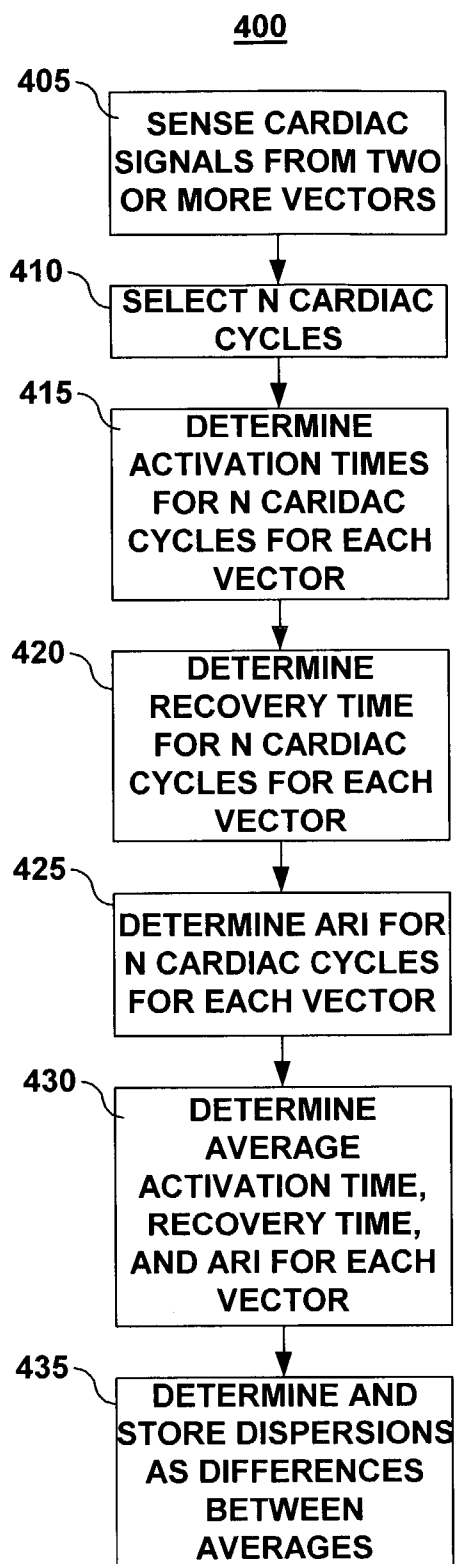 400
405
SENSE CARDIAC
SIGNALS FROM TWO
OR MORE VECTORS
410
SELECT N CARDIAC
CYCLES
415
DETERMINE
ACTIVATION TIMES
FOR N CARIDAC
CYCLES FOR EACH
VECTOR
420
DETERMINE
RECOVERY TIME
FOR N CARDIAC
CYCLES FOR EACH
VECTOR
425
DETERMINE ARI FOR
N CARDIAC CYCLES
FOR EACH VECTOR
430
DETERMINE
AVERAGE
ACTIVATION TIME,
RECOVERY TIME,
AND ARI FOR EACH
VECTOR
435
DETERMINE AND
STORE DISPERSIONS
AS DIFFERENCES
BETWEEN
AVERAGES